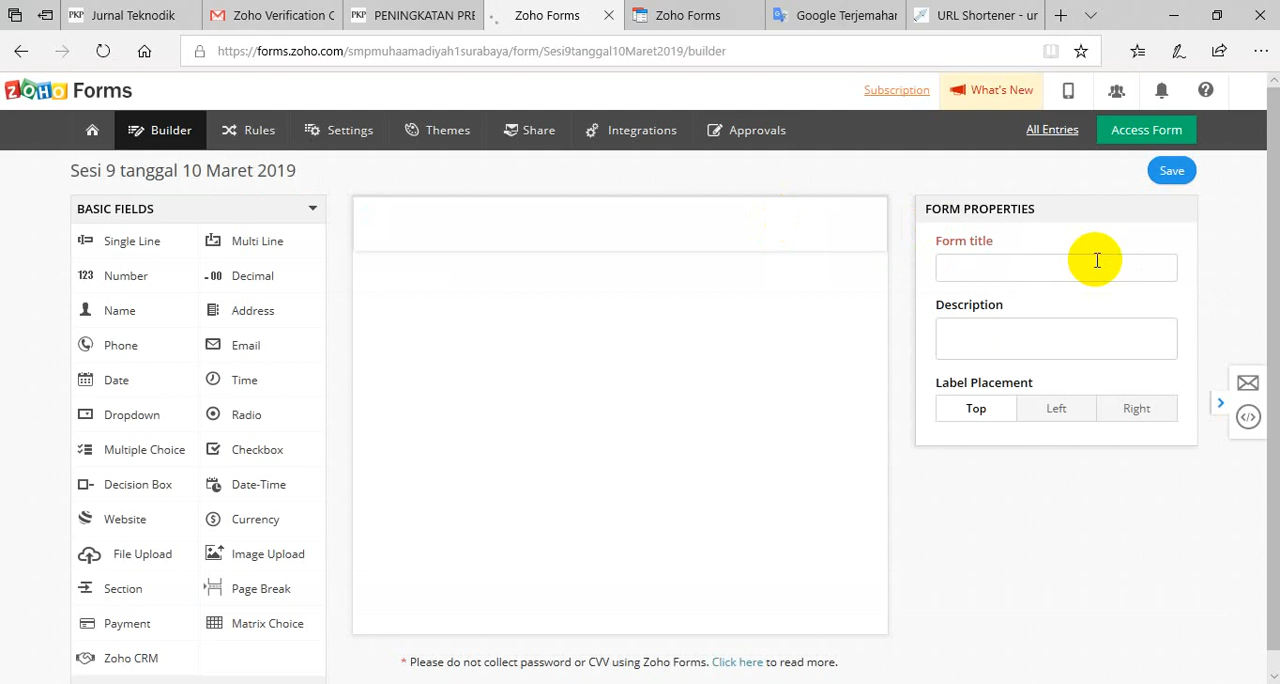 Jurnal Teknodik
Zoho Verification C
PENINGKATAN PRE
Zoho Forms
Zoho Forms
Google Terjemahan
URL Shortener - ur
https://forms.zoho.com/smpmuhaamadiyah1surabaya/form/Sesi9tanggal10Maret2019/builder
ZOHO Forms
Subscription
What's New
Builder
Rules
Settings
Themes
Share
Integrations
Approvals
All Entries
Access Form
Sesi 9 tanggal 10 Maret 2019
Save
BASIC FIELDS
Single Line
Multi Line
123 Number
.00 Decimal
Name
Address
Phone
Email
Date
Time
Dropdown
Radio
Multiple Choice
Checkbox
Decision Box
Date-Time
Website
Currency
File Upload
Image Upload
Section
Page Break
Payment
Matrix Choice
Zoho CRM
* Please do not collect password or CVV using Zoho Forms. Click here to read more.
FORM PROPERTIES
Form title
Description
Label Placement
Top
Left
Right